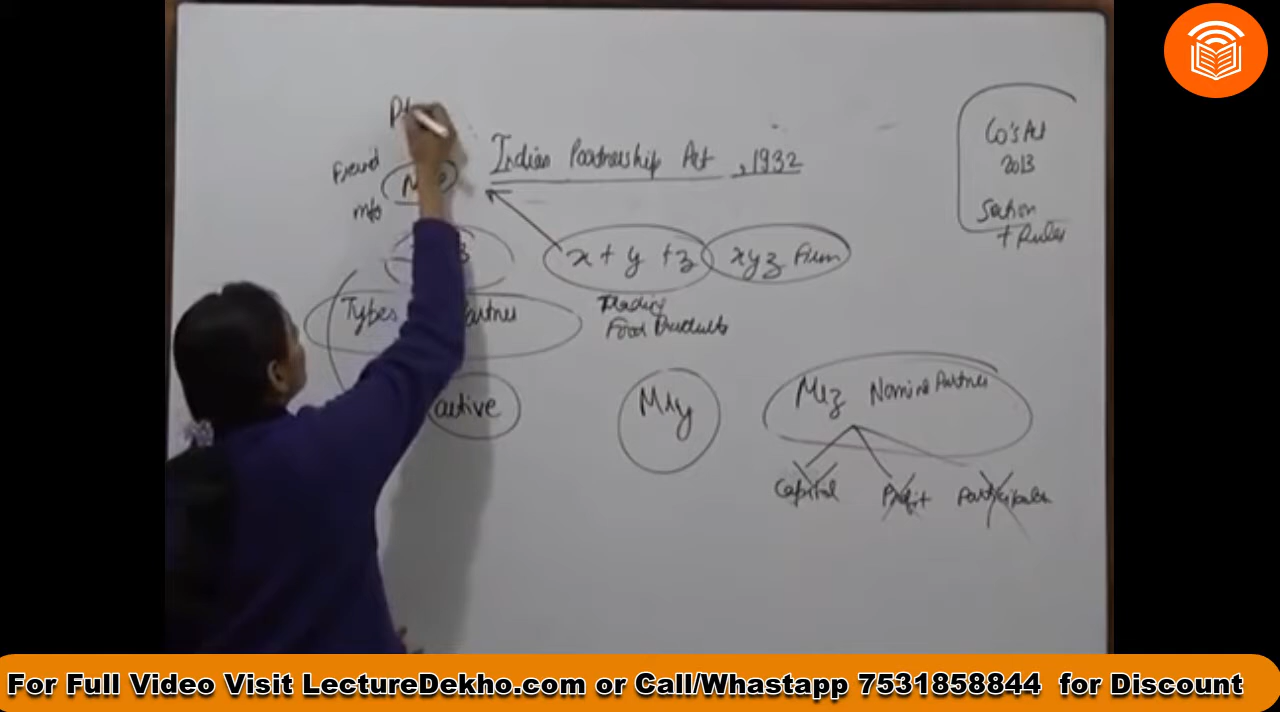 Indian Partnership Act, 1932
Friend
x + y + z xyz Firm
Types
Trading
Food Products
active
Mr y
Mr z Nominal Partner
Capital Profit
Co's Act
2013
Section
+ Rules
For Full Video Visit LectureDekho.com or Call/Whastapp 7531858844 for Discount